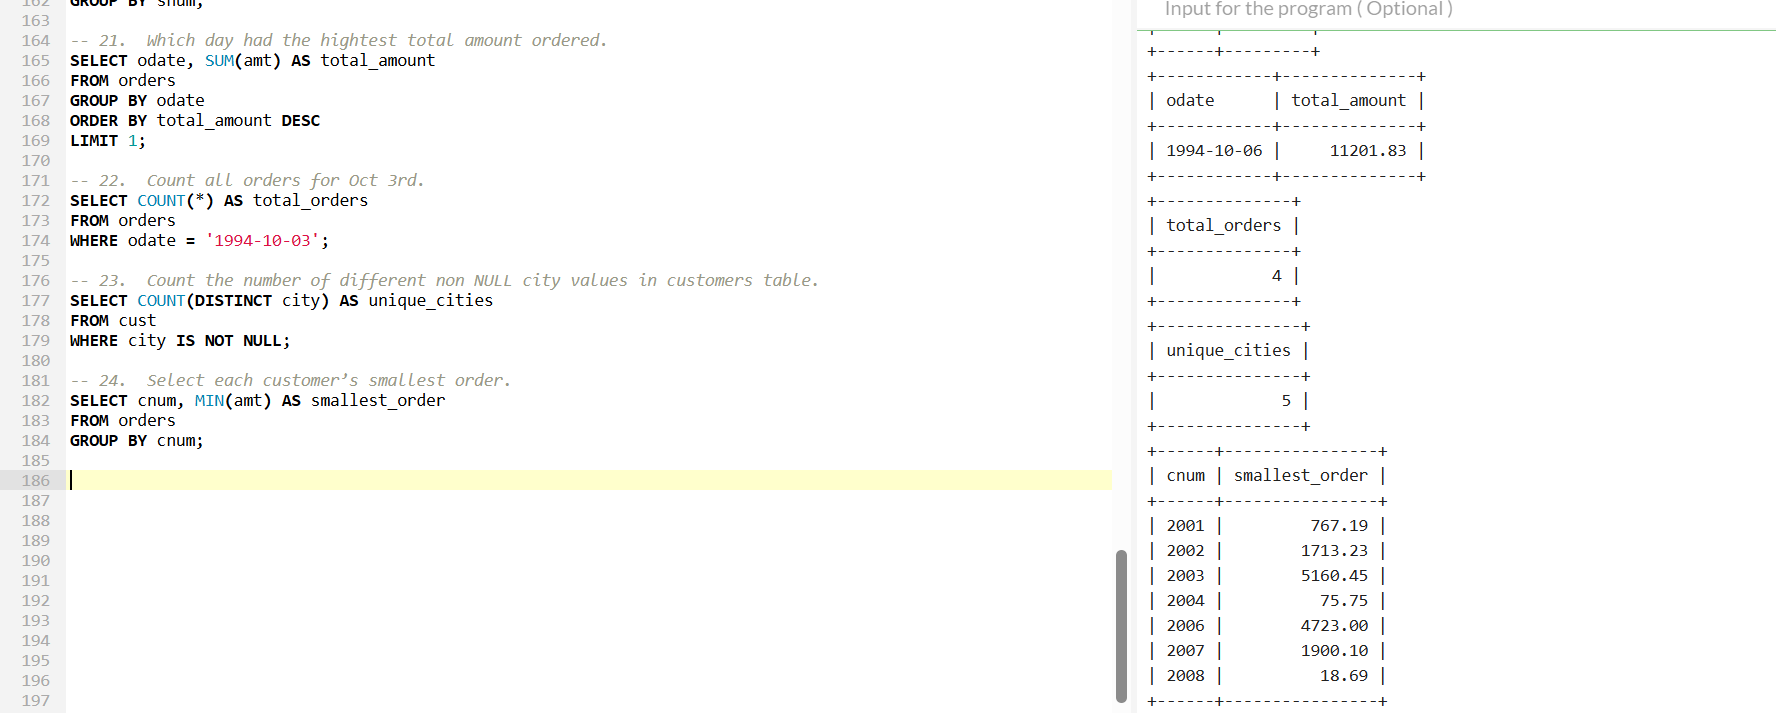 162 GROUP BY snum;
163
164 -- 21.  Which day had the hightest total amount ordered.
165 SELECT odate, SUM(amt) AS total_amount
166 FROM orders
167 GROUP BY odate
168 ORDER BY total_amount DESC
169 LIMIT 1;
170
171 -- 22.  Count all orders for Oct 3rd.
172 SELECT COUNT(*) AS total_orders
173 FROM orders
174 WHERE odate = '1994-10-03';
175
176 -- 23.  Count the number of different non NULL city values in customers table.
177 SELECT COUNT(DISTINCT city) AS unique_cities
178 FROM cust
179 WHERE city IS NOT NULL;
180
181 -- 24.  Select each customer’s smallest order.
182 SELECT cnum, MIN(amt) AS smallest_order
183 FROM orders
184 GROUP BY cnum;
185
186
187
188
189
190
191
192
193
194
195
196
197
Input for the program ( Optional )
+------+---------+
+------------+--------------+
| odate      | total_amount |
+------------+--------------+
| 1994-10-06 |     11201.83 |
+------------+--------------+
+--------------+
| total_orders |
+--------------+
|            4 |
+--------------+
+---------------+
| unique_cities |
+---------------+
|             5 |
+---------------+
+------+----------------+
| cnum | smallest_order |
+------+----------------+
| 2001 |         767.19 |
| 2002 |        1713.23 |
| 2003 |        5160.45 |
| 2004 |          75.75 |
| 2006 |        4723.00 |
| 2007 |        1900.10 |
| 2008 |          18.69 |
+------+----------------+